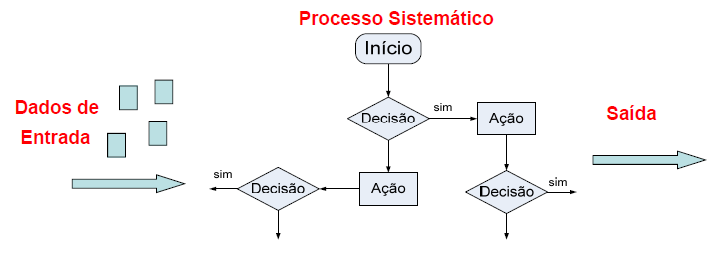 Processo Sistemático
Início
Dados de
Entrada
Decisão
sim
Ação
Saída
sim
Decisão
Ação
Decisão
sim